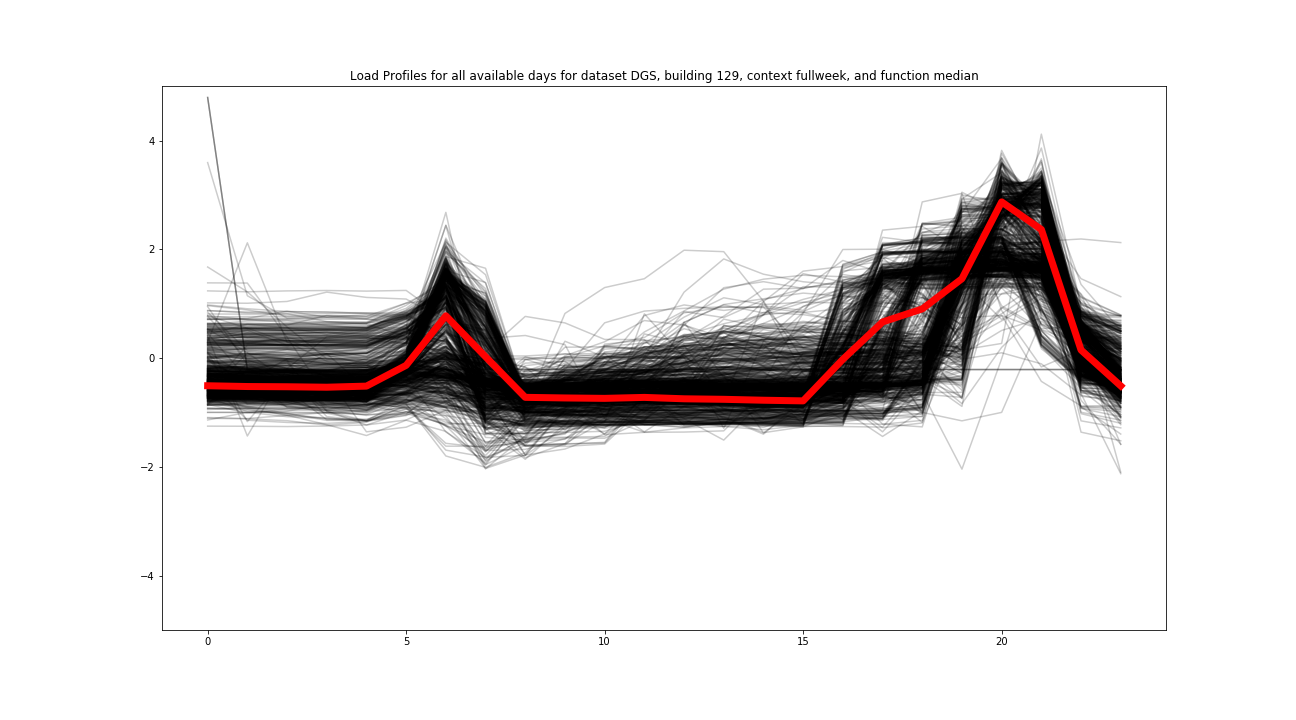 Load Profiles for all available days for dataset DGS, building 129, context fullweek, and function median
4
2
0
−2
−4
0 5 10 15 20